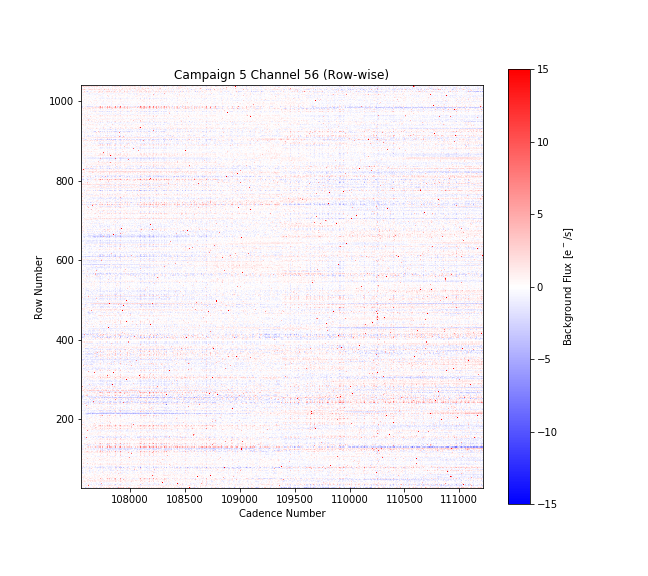 Campaign 5 Channel 56 (Row-wise)
1000
800
600
400
200
Row Number
108000 108500 109000 109500 110000 110500 111000
Cadence Number
15
10
5
0
−5
−10
−15
Background Flux [e⁻/s]